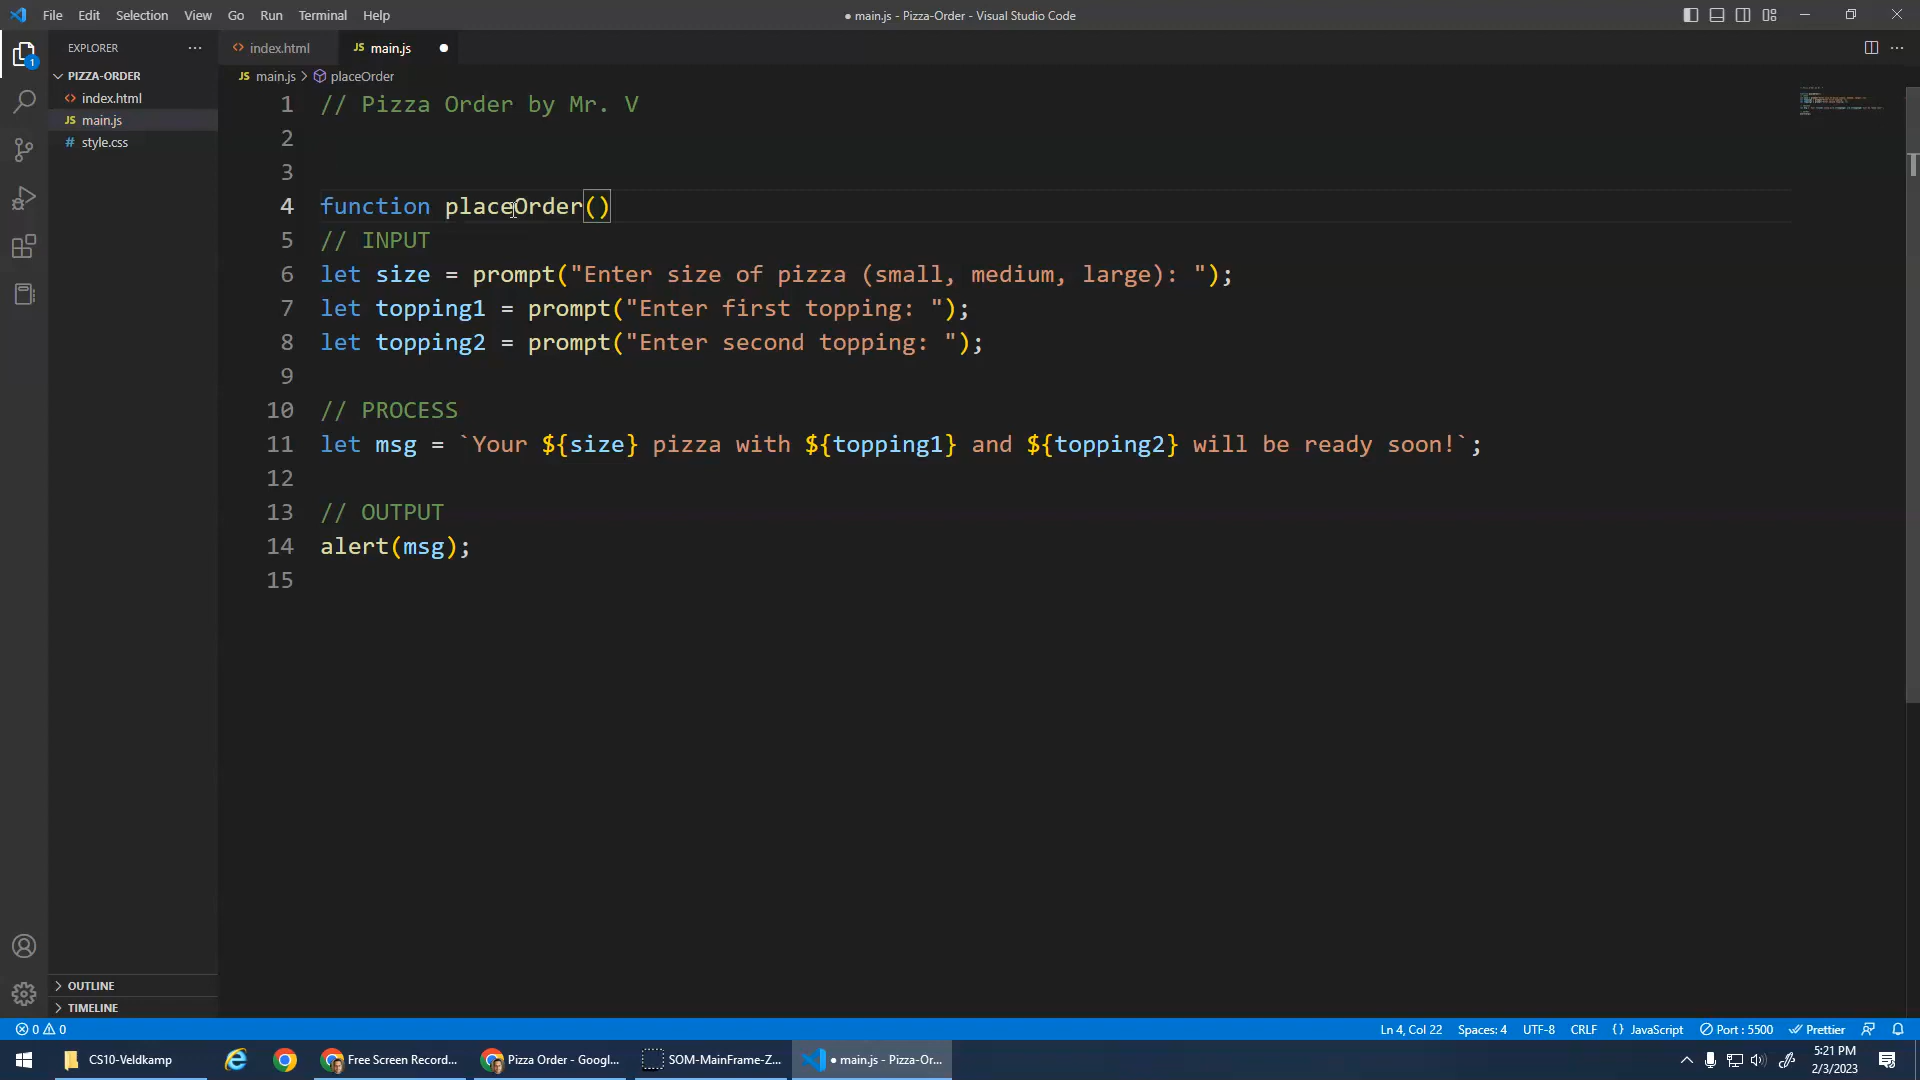 File Edit Selection View Go Run Terminal Help
● main.js - Pizza-Order - Visual Studio Code
EXPLORER
PIZZA-ORDER
index.html
JS main.js
# style.css
OUTLINE
TIMELINE
1
index.html
JS main.js
JS main.js > placeOrder
1 // Pizza Order by Mr. V
2
3
4 function placeOrder()
5 // INPUT
6 let size = prompt("Enter size of pizza (small, medium, large): ");
7 let topping1 = prompt("Enter first topping: ");
8 let topping2 = prompt("Enter second topping: ");
9
10 // PROCESS
11 let msg = `Your ${size} pizza with ${topping1} and ${topping2} will be ready soon!`;
12
13 // OUTPUT
14 alert(msg);
15
0 0
Ln 4, Col 22 Spaces: 4 UTF-8 CRLF {} JavaScript Port : 5500 Prettier
CS10-Veldkamp
Free Screen Record...
Pizza Order - Googl...
SOM-MainFrame-Z...
● main.js - Pizza-Or...
5:21 PM
2/3/2023